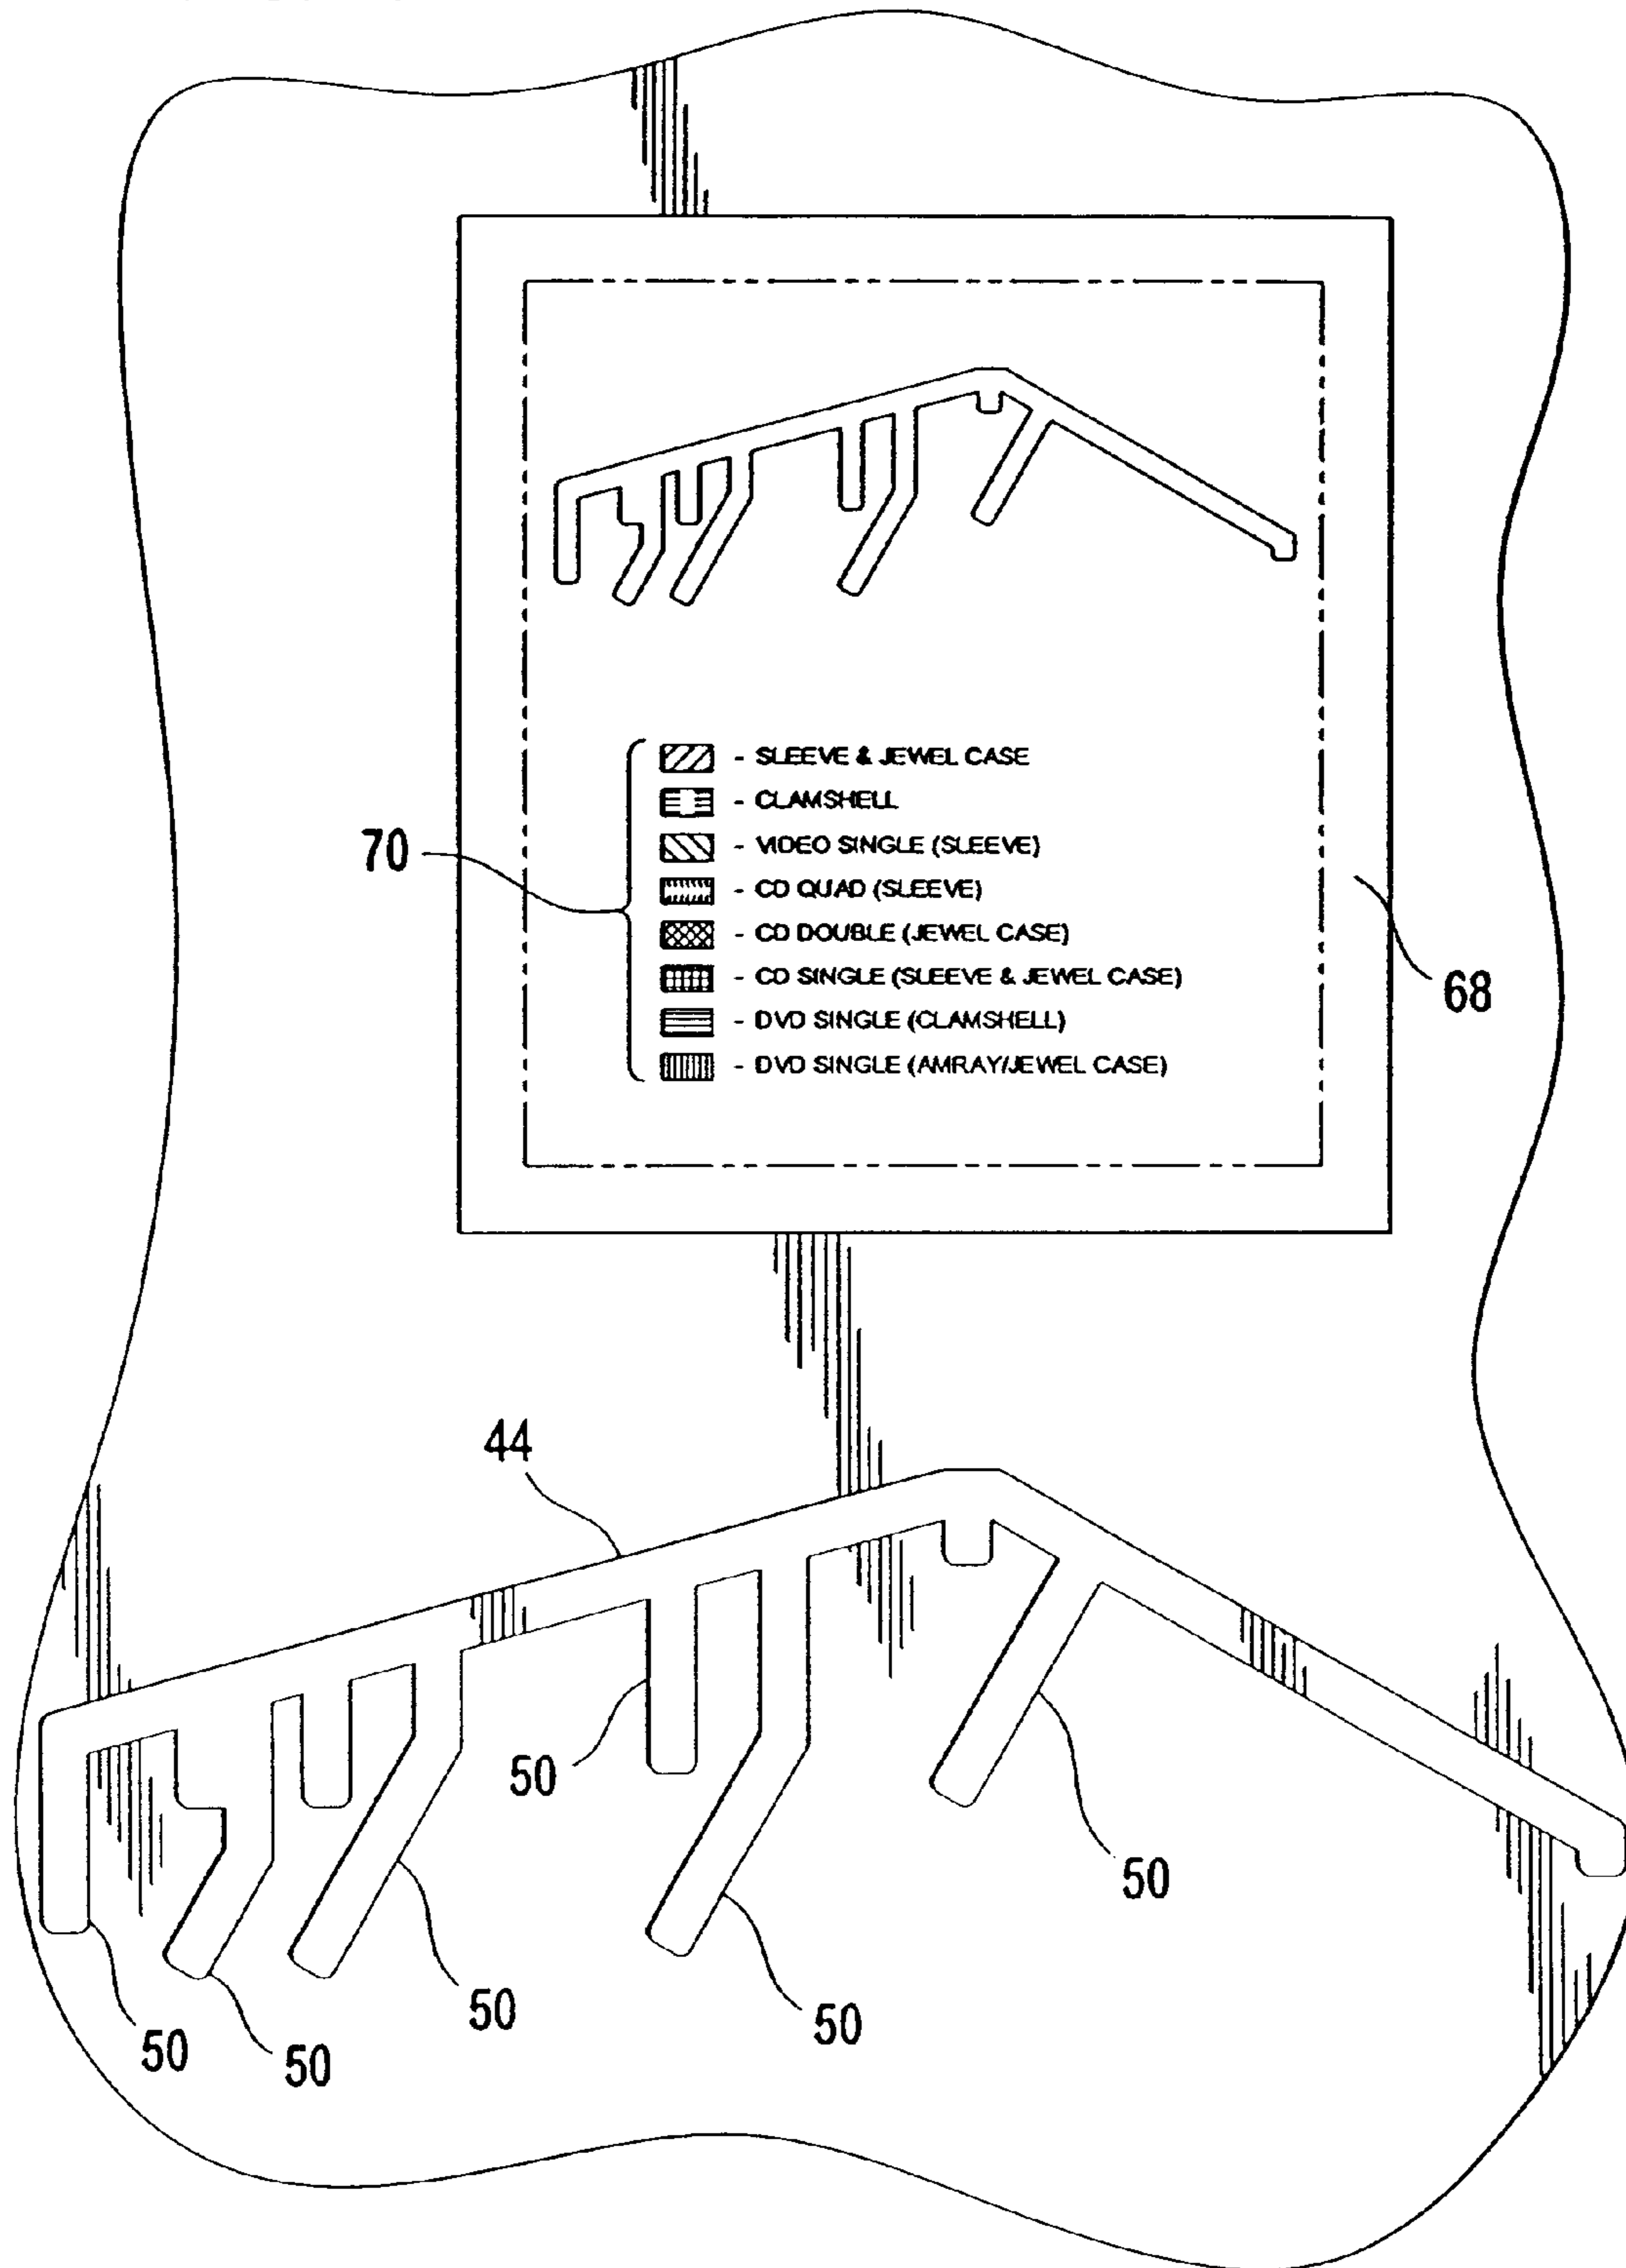 - SLEEVE & JEWEL CASE
- CLAMSHELL
- VIDEO SINGLE (SLEEVE)
70
- CD QUAD (SLEEVE)
- CD DOUBLE (JEWEL CASE)
- CD SINGLE (SLEEVE & JEWEL CASE)
68
- DVD SINGLE (CLAMSHELL)
- DVD SINGLE (AMRAY/JEWEL CASE)
44
50
50
50
50
50
50